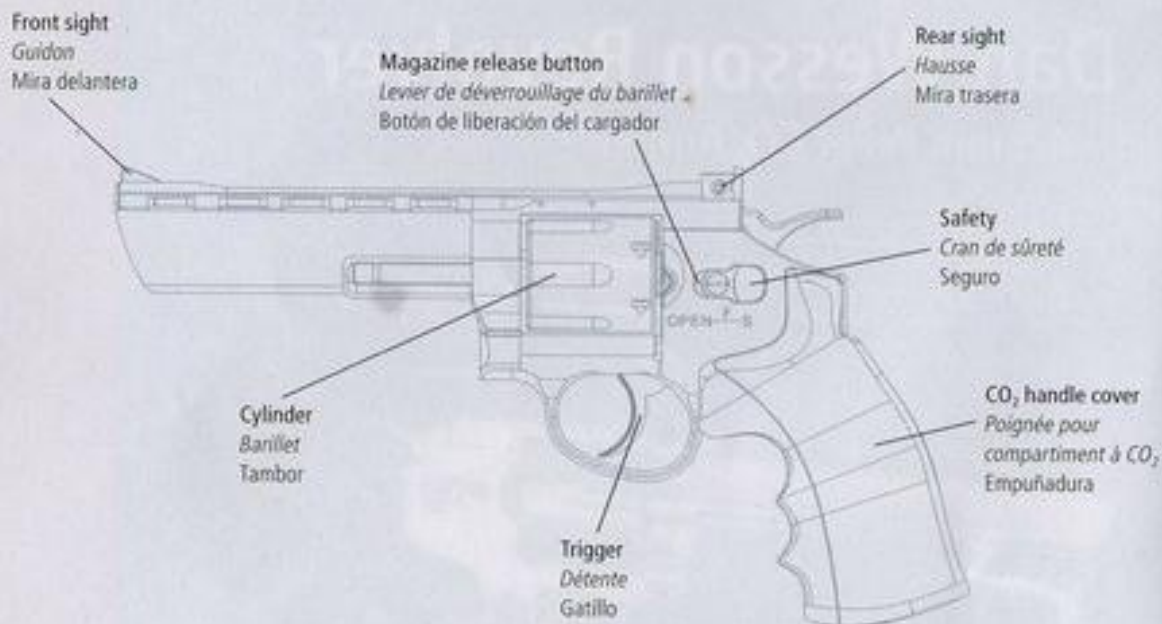 Front sight
Guidon
Mira delantera
Magazine release button
Levier de déverrouillage du barillet
Botón de liberación del cargador
Rear sight
Hausse
Mira trasera
Safety
Cran de sûreté
Seguro
OPEN F S
Cylinder
Barillet
Tambor
CO₂ handle cover
Poignée pour
compartiment à CO₂
Empuñadura
Trigger
Détente
Gatillo